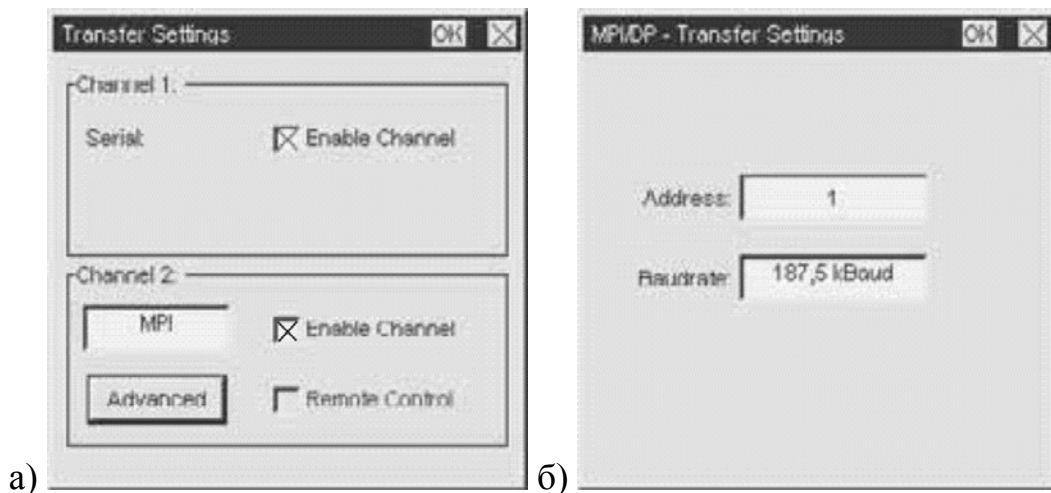 Transfer Settings OK
Channel 1:
Serial: Enable Channel
Channel 2:
MPI Enable Channel
Advanced Remote Control
а)
MPI/DP - Transfer Settings OK
Address: 1
Baudrate: 187,5 kBaud
б)